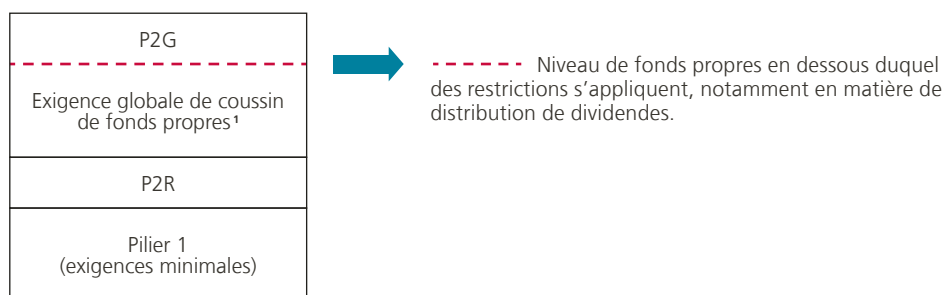 P2G
Exigence globale de coussin
de fonds propres¹
P2R
Pilier 1
(exigences minimales)
Niveau de fonds propres en dessous duquel
des restrictions s’appliquent, notamment en matière de
distribution de dividendes.